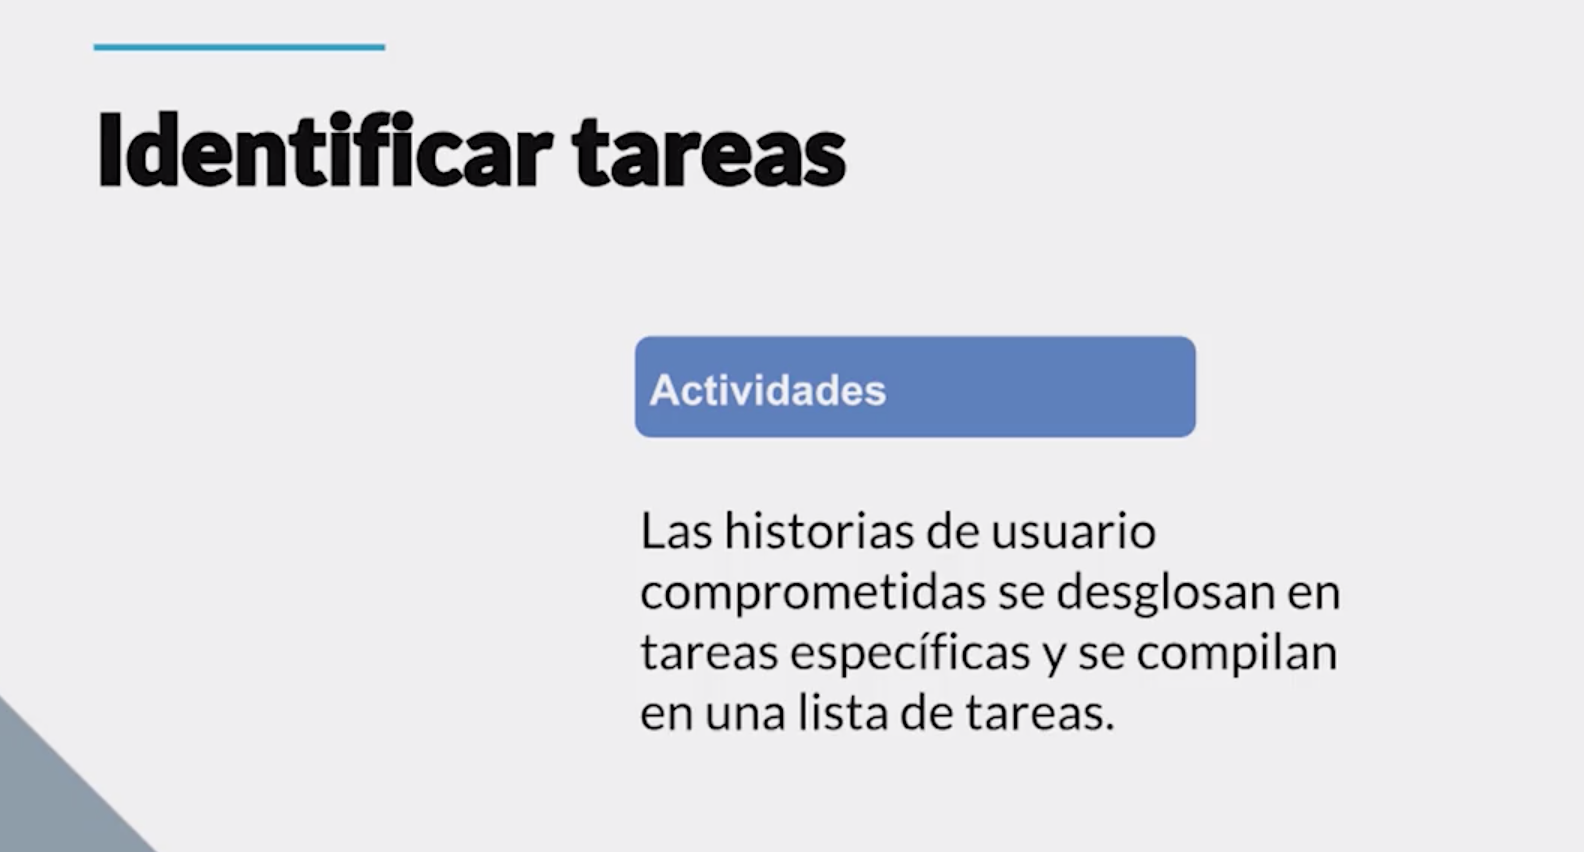 Identificar tareas
Actividades
Las historias de usuario
comprometidas se desglosan en
tareas específicas y se compilan
en una lista de tareas.